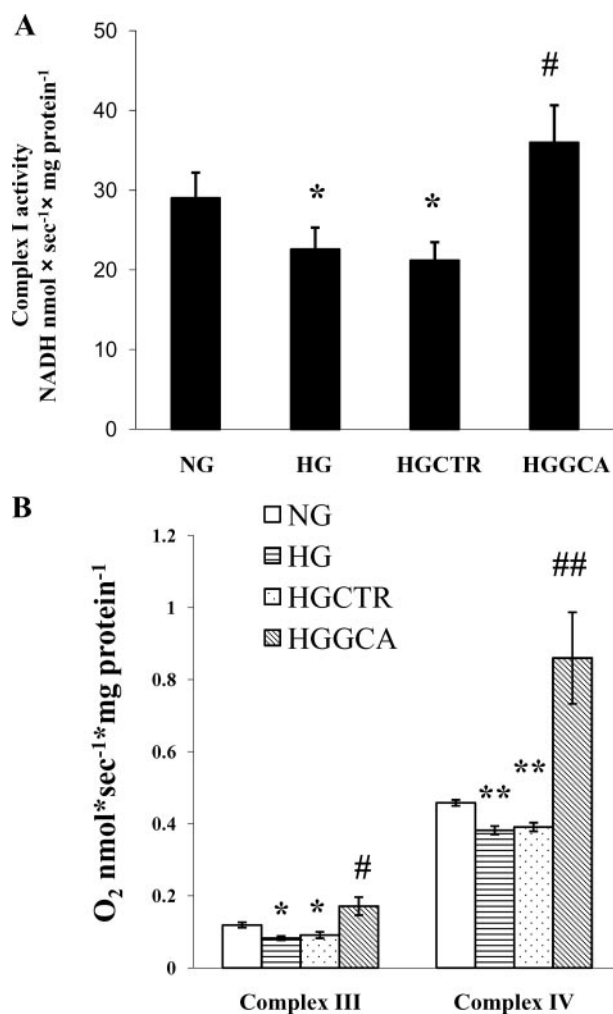 A
Complex I activity
NADH nmol × sec⁻¹× mg protein⁻¹
50
40
30
20
10
0
*
*
#
NG HG HGCTR HGGCA
B
O₂ nmol*sec⁻¹*mg protein⁻¹
1.2
1
0.8
0.6
0.4
0.2
0
NG
HG
HGCTR
HGGCA
* * #
** ** ##
Complex III Complex IV